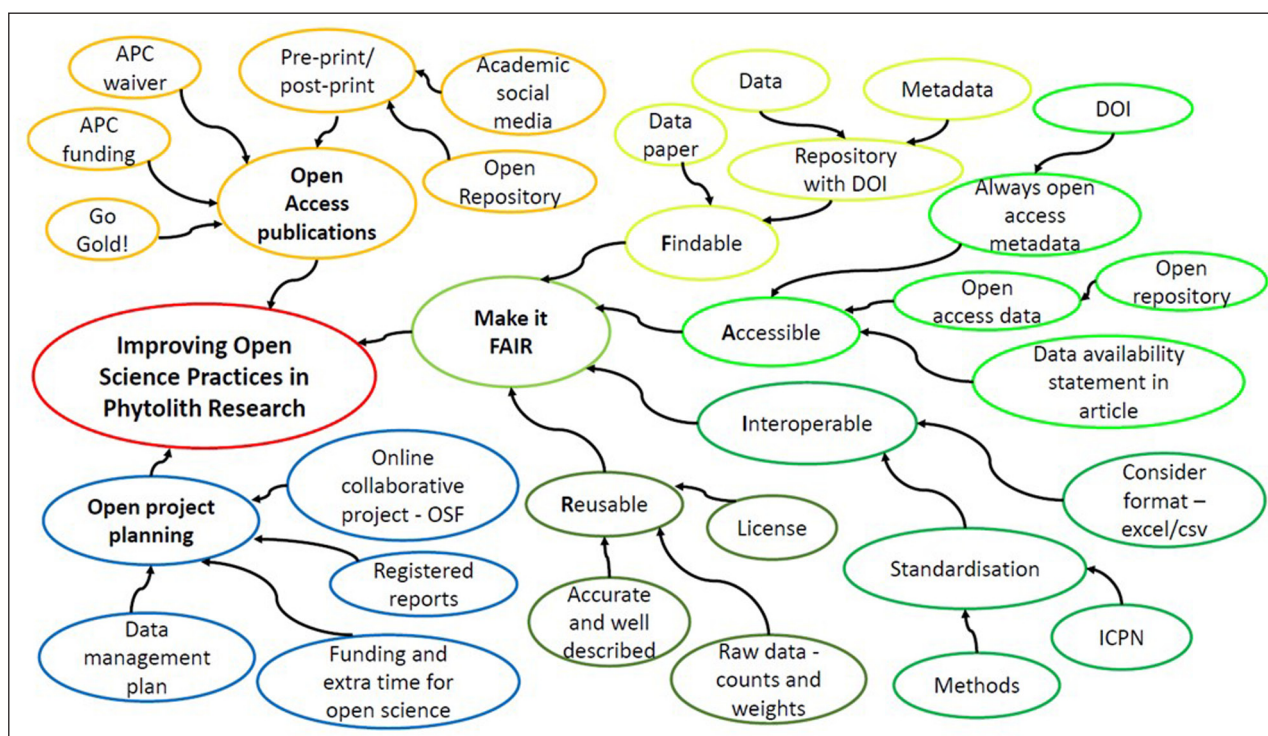 APC
waiver
Pre-print/
post-print
Academic
social
media
APC
funding
Open
Repository
Go
Gold!
Open
Access
publications
Data
Metadata
Data
paper
Repository
with DOI
DOI
Always open
access
metadata
Findable
Open
access data
Open
repository
Accessible
Data availability
statement in
article
Make it
FAIR
Improving Open
Science Practices in
Phytolith Research
Interoperable
Consider
format –
excel/csv
Standardisation
ICPN
Methods
Reusable
License
Accurate
and well
described
Raw data -
counts and
weights
Open project
planning
Online
collaborative
project - OSF
Registered
reports
Data
management
plan
Funding and
extra time for
open science